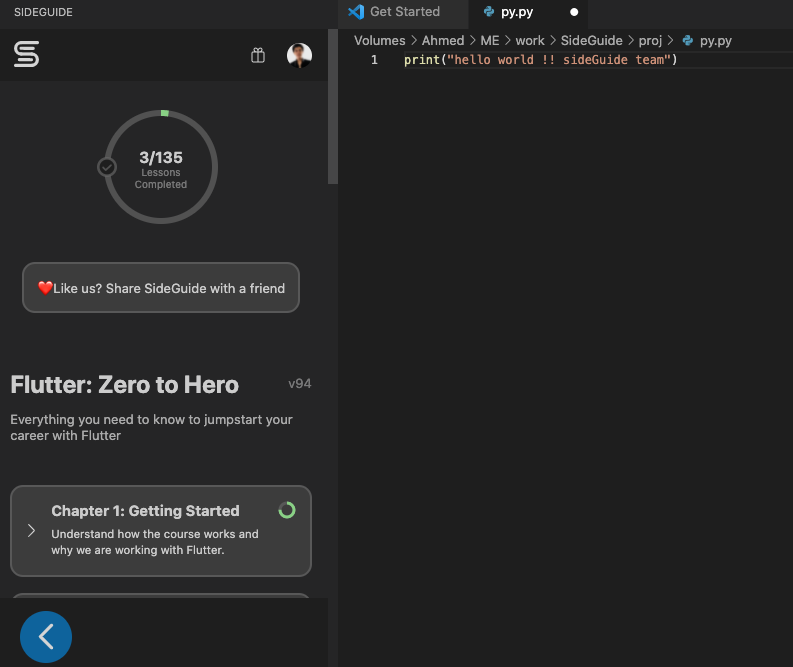 SIDEGUIDE
3/135
Lessons
Completed
❤️Like us? Share SideGuide with a friend
Flutter: Zero to Hero
v94
Everything you need to know to jumpstart your
career with Flutter
Chapter 1: Getting Started
Understand how the course works and
why we are working with Flutter.
Get Started
py.py
Volumes > Ahmed > ME > work > SideGuide > proj > py.py
1 print("hello world !! sideGuide team")